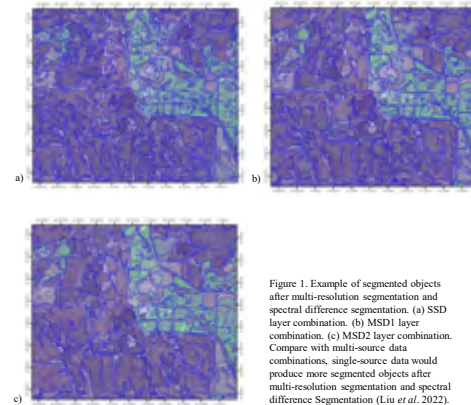 a)
b)
c)
Figure 1. Example of segmented objects
after multi-resolution segmentation and
spectral difference segmentation. (a) SSD
layer combination. (b) MSD1 layer
combination. (c) MSD2 layer combination.
Compare with multi-source data
combinations, single-source data would
produce more segmented objects after
multi-resolution segmentation and spectral
difference Segmentation (Liu et al. 2022).